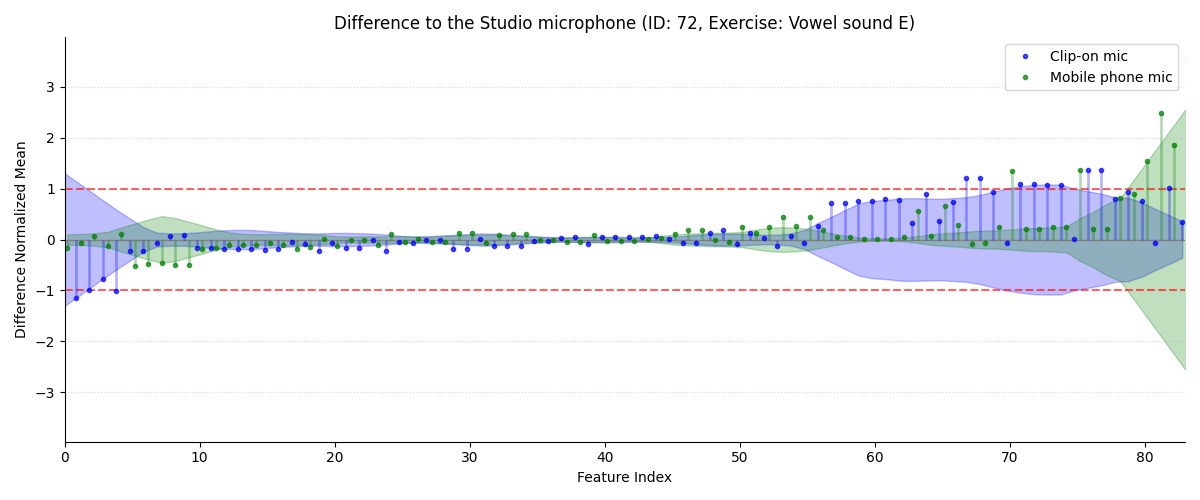 Difference to the Studio microphone (ID: 72, Exercise: Vowel sound E)
Clip-on mic
Mobile phone mic
Difference Normalized Mean
3
2
1
0
−1
−2
−3
0 10 20 30 40 50 60 70 80
Feature Index